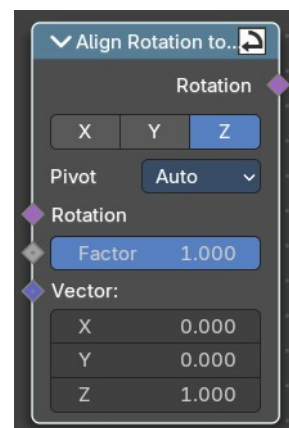 Align Rotation to..
Rotation
X Y Z
Pivot Auto
Rotation
Factor 1.000
Vector:
X 0.000
Y 0.000
Z 1.000